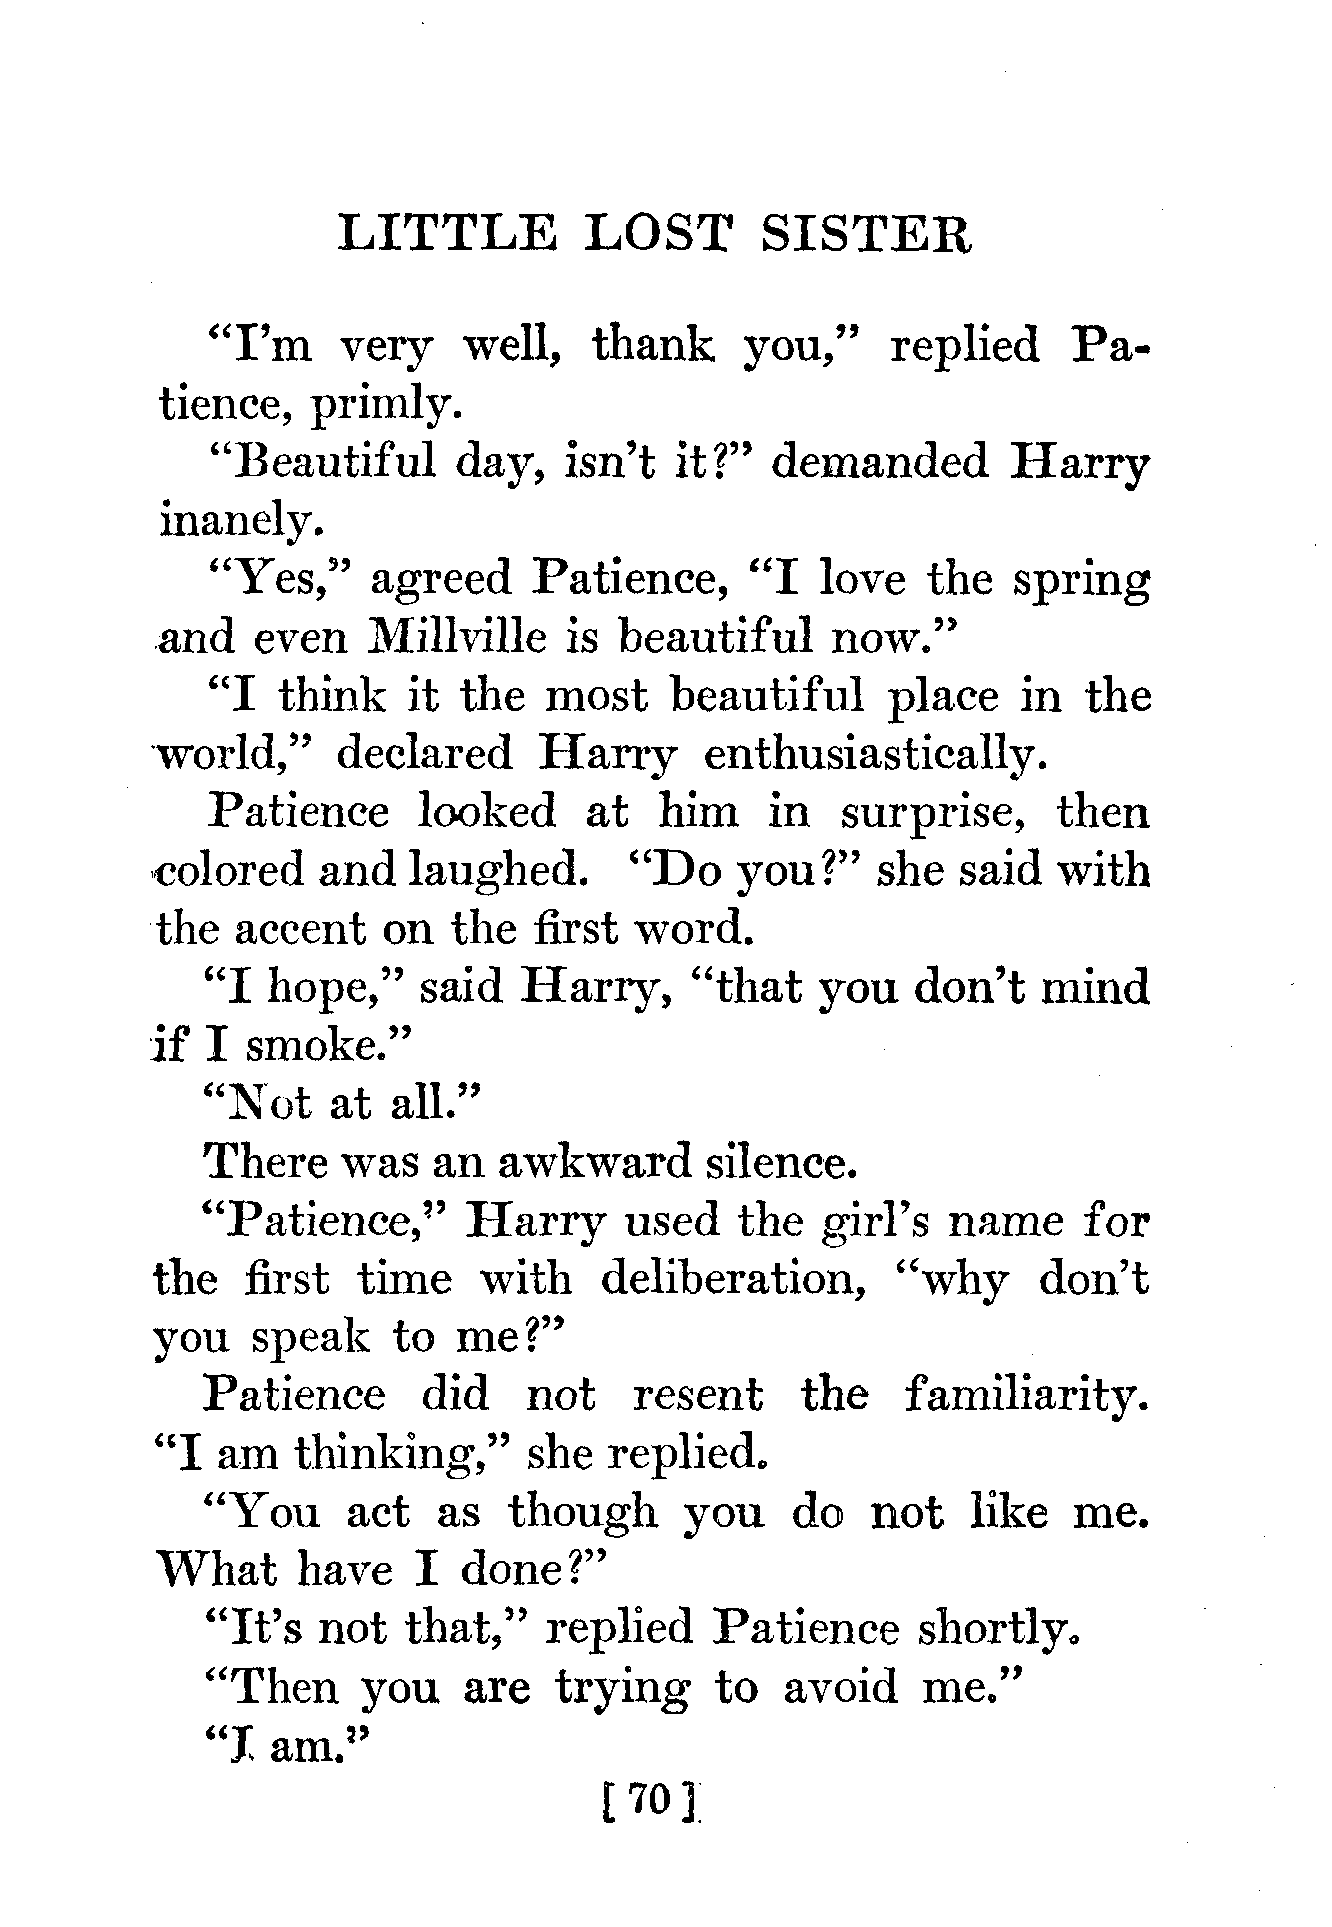 LITTLE LOST SISTER
“I’m very well, thank you,” replied Pa-
tience, primly.
“Beautiful day, isn’t it?” demanded Harry
inanely.
“Yes,” agreed Patience, “I love the spring
and even Millville is beautiful now.”
“I think it the most beautiful place in the
world,” declared Harry enthusiastically.
Patience looked at him in surprise, then
colored and laughed. “Do you?” she said with
the accent on the first word.
“I hope,” said Harry, “that you don’t mind
if I smoke.”
“Not at all.”
There was an awkward silence.
“Patience,” Harry used the girl’s name for
the first time with deliberation, “why don’t
you speak to me?”
Patience did not resent the familiarity.
“I am thinking,” she replied.
“You act as though you do not like me.
What have I done?”
“It’s not that,” replied Patience shortly.
“Then you are trying to avoid me.”
“I am.”
[ 70 ]